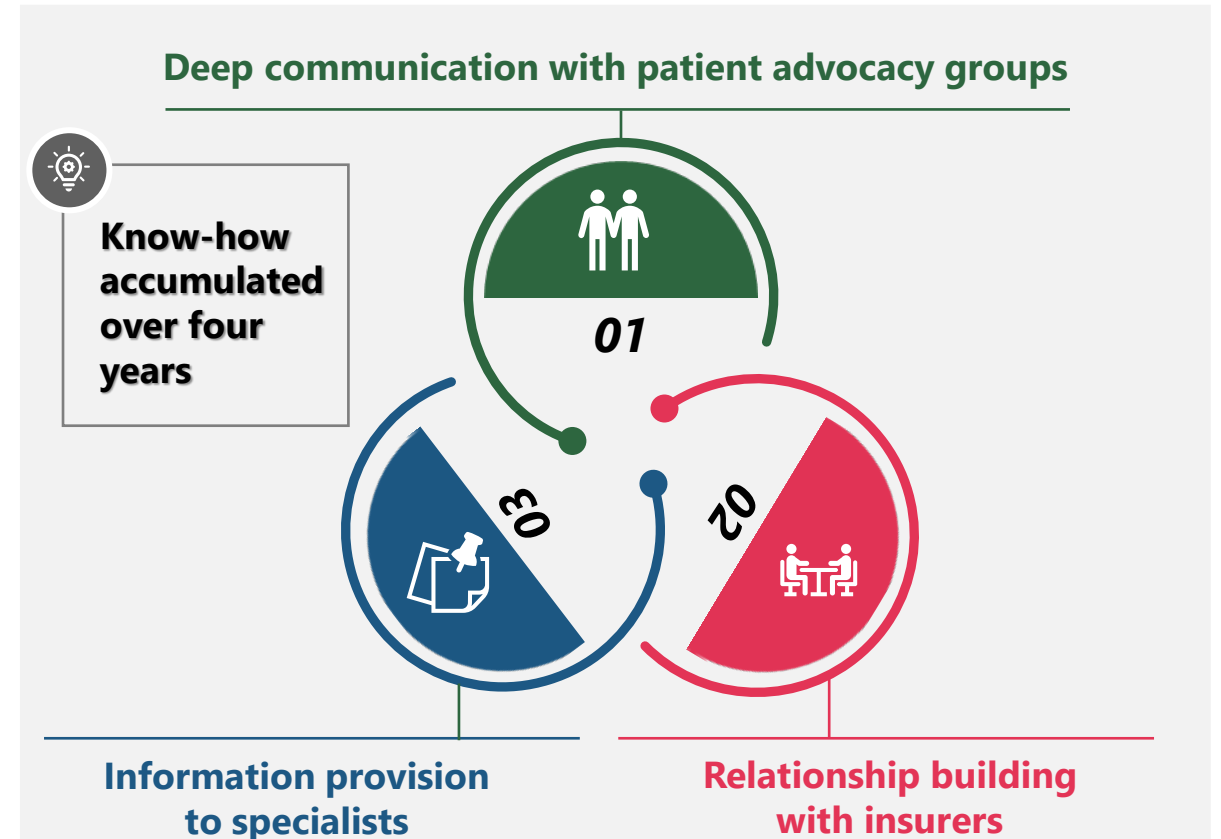 Deep communication with patient advocacy groups
Know-how
accumulated
over four
years
01
02
03
Information provision
to specialists
Relationship building
with insurers